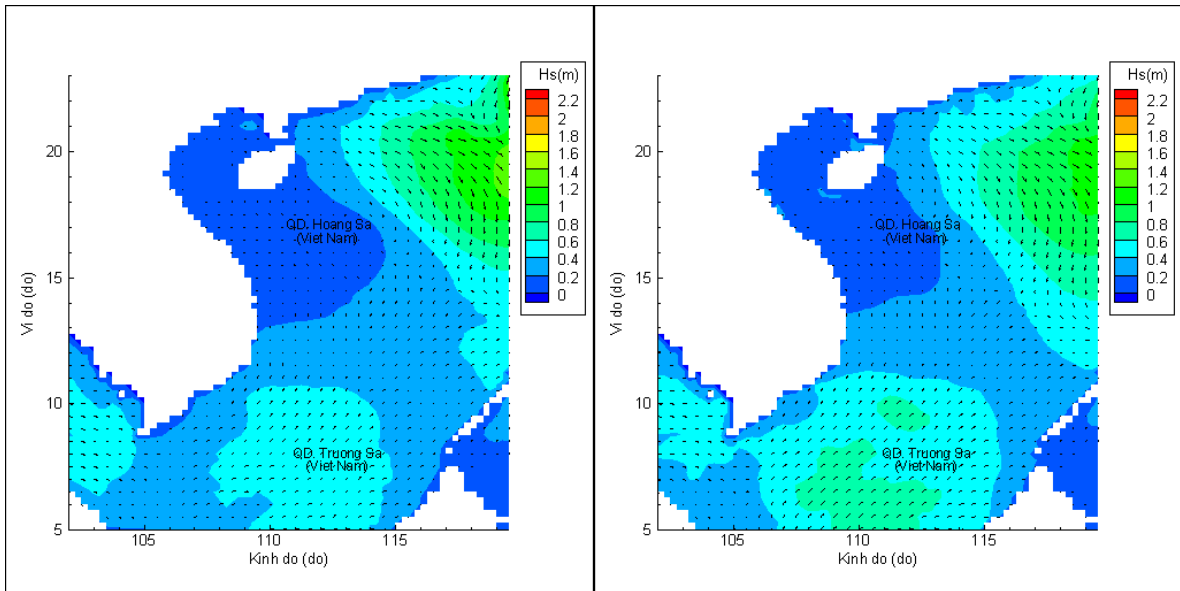 Hs(m)
2.2
2
1.8
1.6
1.4
1.2
1
0.8
0.6
0.4
0.2
0
20
15
10
5
Vi do (do)
QD. Hoang Sa
(Viet Nam)
QD. Truong Sa
(Viet Nam)
105
110
115
Kinh do (do)
Hs(m)
2.2
2
1.8
1.6
1.4
1.2
1
0.8
0.6
0.4
0.2
0
20
15
10
5
Vi do (do)
QD. Hoang Sa
(Viet Nam)
QD. Truong Sa
(Viet Nam)
105
110
115
Kinh do (do)